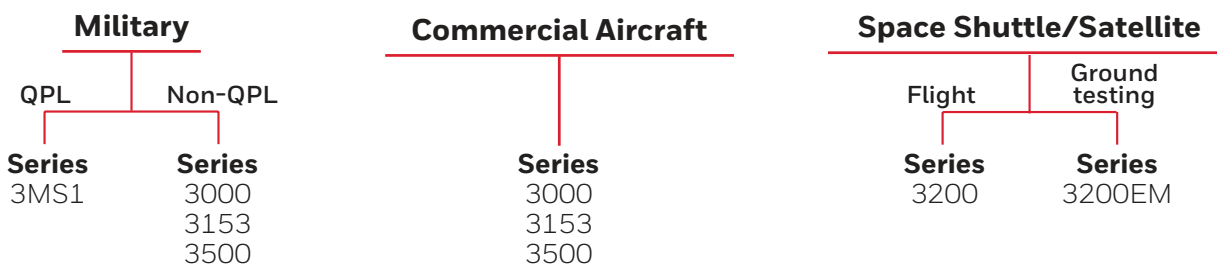 Military
QPL
Non-QPL
Series
3MS1
Series
3000
3153
3500
Commercial Aircraft
Series
3000
3153
3500
Space Shuttle/Satellite
Flight
Ground
testing
Series
3200
Series
3200EM